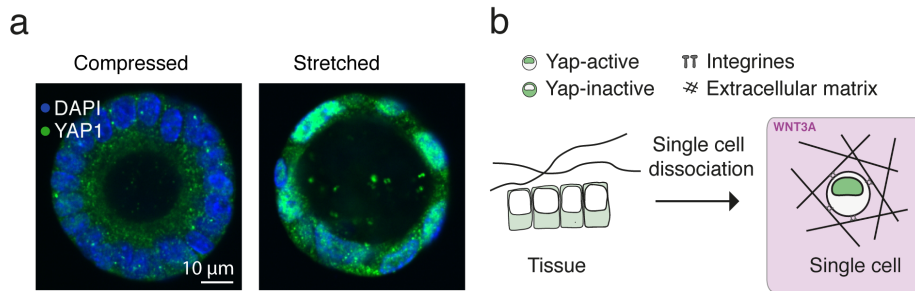 a
Compressed
Stretched
DAPI
YAP1
10 µm
b
Yap-active
Yap-inactive
Integrines
Extracellular matrix
Single cell
dissociation
Tissue
WNT3A
Single cell